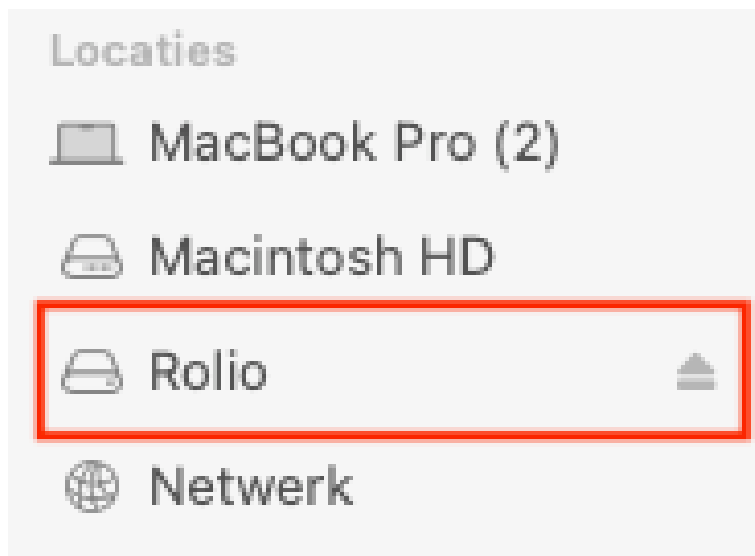 Locaties
MacBook Pro (2)
Macintosh HD
Rolio
Netwerk